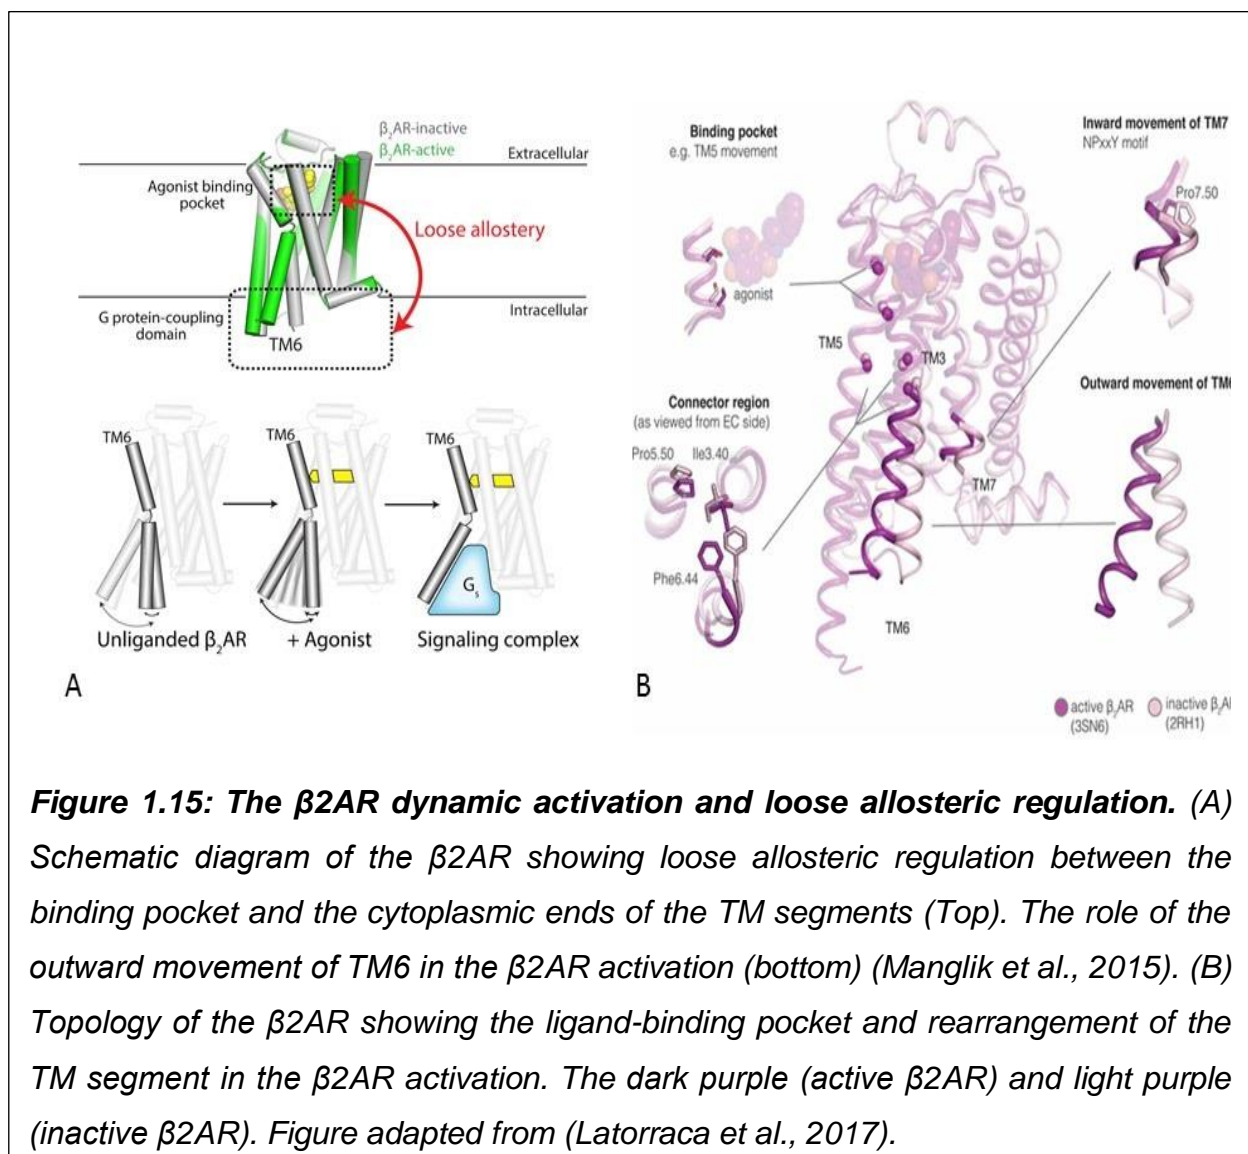 β₂AR-inactive
β₂AR-active
Extracellular
Agonist binding
pocket
Loose allostery
Intracellular
G protein-coupling
domain
TM6
TM6
TM6
TM6
Gₛ
Unliganded β₂AR
+ Agonist
Signaling complex
A
Binding pocket
e.g. TM5 movement
agonist
Inward movement of TM7
NPxxY motif
Pro7.50
TM5
TM3
Connector region
(as viewed from EC side)
Pro5.50
Ile3.40
Phe6.44
Outward movement of TM6
TM7
TM6
B
active β₂AR
(3SN6)
inactive β₂A
(2RH1)
Figure 1.15: The β2AR dynamic activation and loose allosteric regulation. (A)
Schematic diagram of the β2AR showing loose allosteric regulation between the
binding pocket and the cytoplasmic ends of the TM segments (Top). The role of the
outward movement of TM6 in the β2AR activation (bottom) (Manglik et al., 2015). (B)
Topology of the β2AR showing the ligand-binding pocket and rearrangement of the
TM segment in the β2AR activation. The dark purple (active β2AR) and light purple
(inactive β2AR). Figure adapted from (Latorraca et al., 2017).